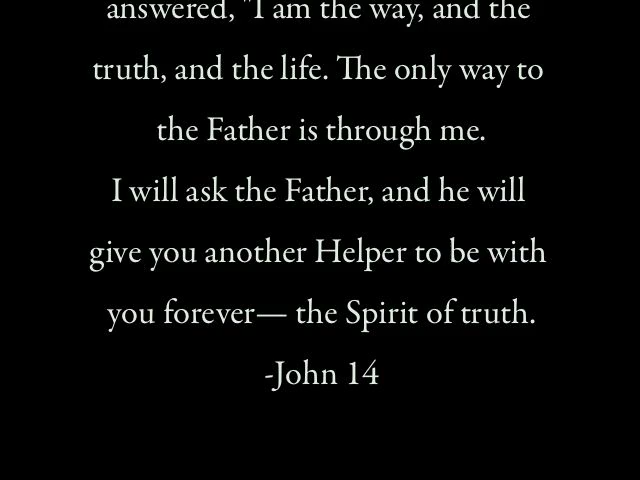 answered, "I am the way, and the
truth, and the life. The only way to
the Father is through me.
I will ask the Father, and he will
give you another Helper to be with
you forever— the Spirit of truth.
-John 14